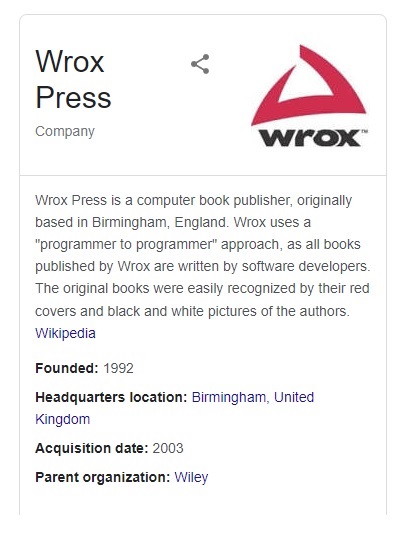 Wrox
Press
Company
wrox™
Wrox Press is a computer book publisher, originally
based in Birmingham, England. Wrox uses a
"programmer to programmer" approach, as all books
published by Wrox are written by software developers.
The original books were easily recognized by their red
covers and black and white pictures of the authors.
Wikipedia
Founded: 1992
Headquarters location: Birmingham, United
Kingdom
Acquisition date: 2003
Parent organization: Wiley